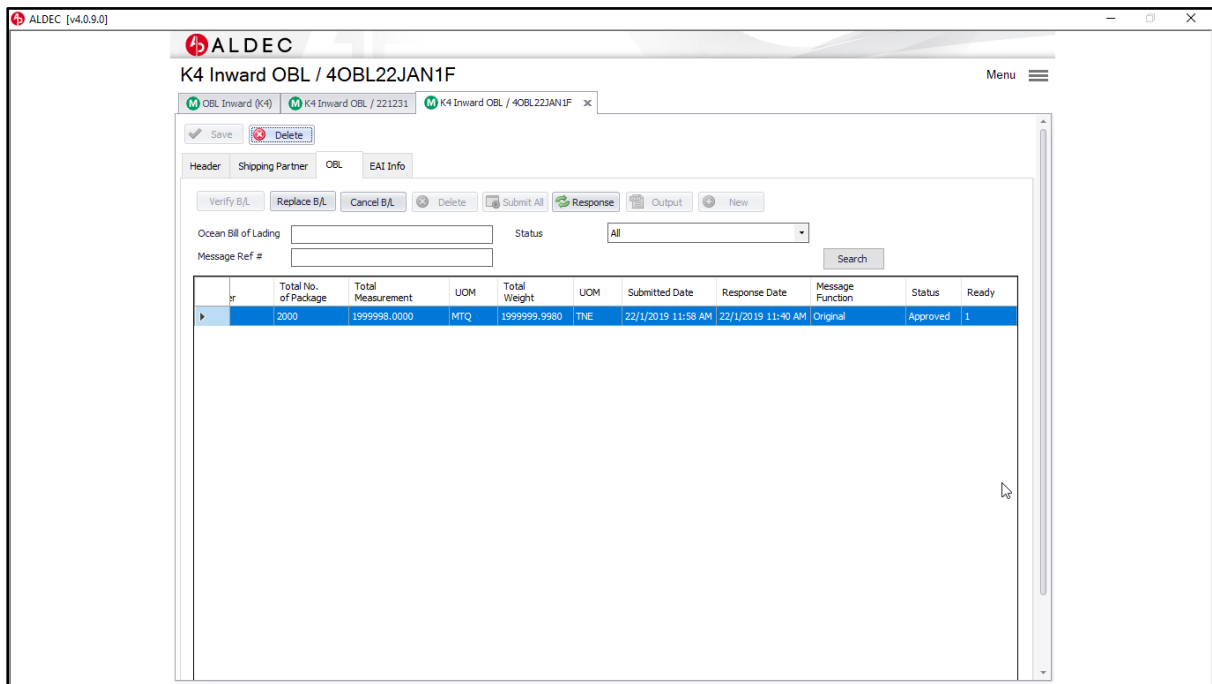 ALDEC [v4.0.9.0]
ALDEC
K4 Inward OBL / 4OBL22JAN1F
Menu
M OBL Inward (K4) M K4 Inward OBL / 221231 M K4 Inward OBL / 4OBL22JAN1F x
Save Delete
Header Shipping Partner OBL EAI Info
Verify B/L Replace B/L Cancel B/L Delete Submit All Response Output New
Ocean Bill of Lading Status All
Message Ref # Search
er Total No. of Package Total Measurement UOM Total Weight UOM Submitted Date Response Date Message Function Status Ready
2000 1999998.0000 MTQ 1999999.9980 TNE 22/1/2019 11:58 AM 22/1/2019 11:40 AM Original Approved 1